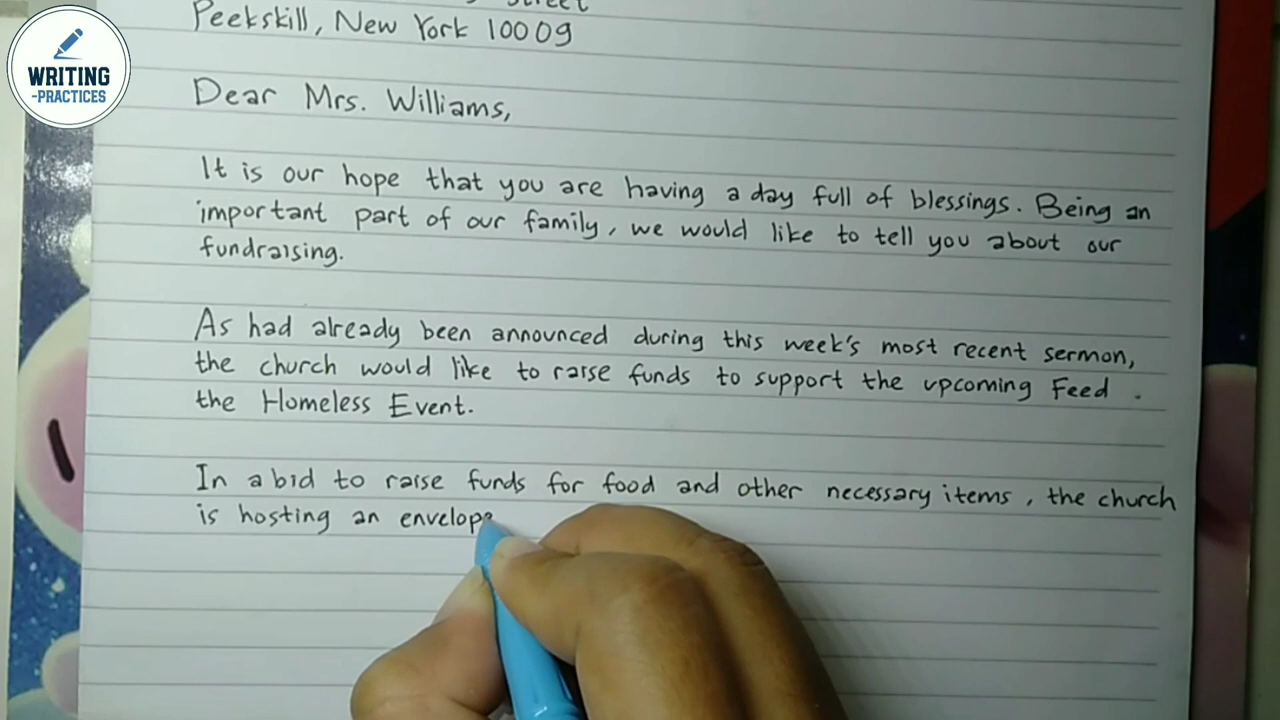 WRITING
-PRACTICES
Street
Peekskill, New York 10009
Dear Mrs. Williams,
It is our hope that you are having a day full of blessings. Being an
important part of our family, we would like to tell you about our
fundraising.
As had already been announced during this week's most recent sermon,
the church would like to raise funds to support the upcoming Feed
the Homeless Event.
In a bid to raise funds for food and other necessary items, the church
is hosting an envelope